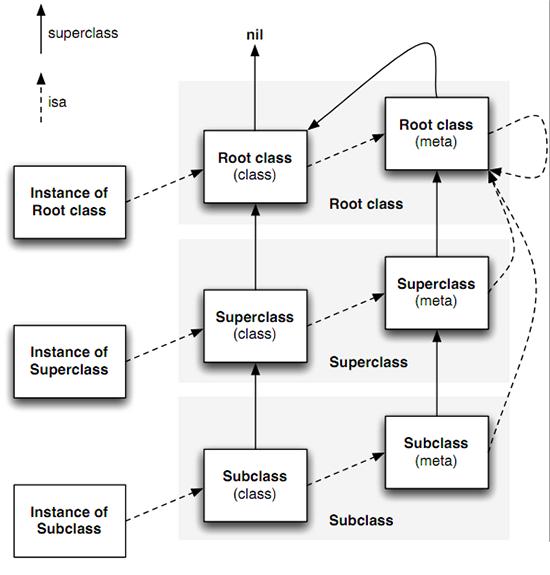 superclass
nil
isa
Root class
(class)
Root class
(meta)
Instance of
Root class
Root class
Superclass
(class)
Superclass
(meta)
Instance of
Superclass
Superclass
Subclass
(class)
Subclass
(meta)
Instance of
Subclass
Subclass